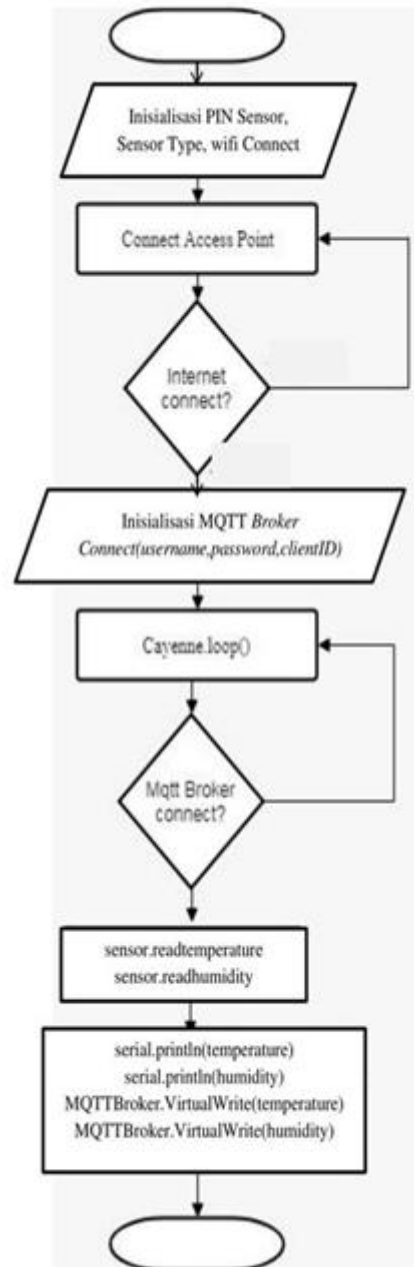 Inisialisasi PIN Sensor,
Sensor Type, wifi Connect
Connect Access Point
Internet
connect?
Inisialisasi MQTT Broker
Connect(username,password,clientID)
Cayenne.loop()
Mqtt Broker
connect?
sensor.readtemperature
sensor.readhumidity
serial.println(temperature)
serial.println(humidity)
MQTTBroker.VirtualWrite(temperature)
MQTTBroker.VirtualWrite(humidity)